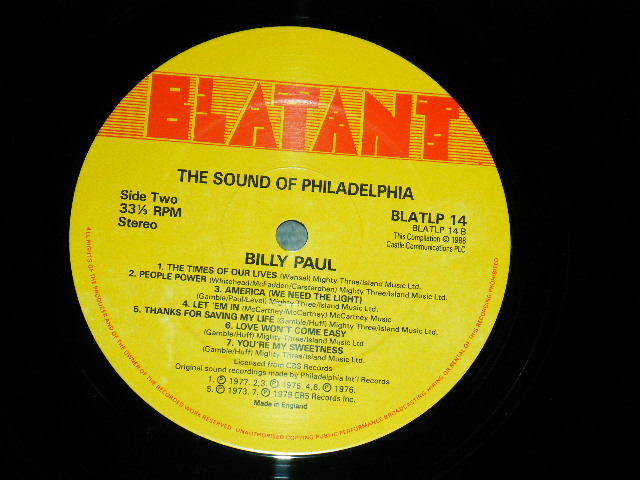 BLATANT
THE SOUND OF PHILADELPHIA
Side Two
33⅓ RPM
Stereo
BLATLP 14
BLATLP 14 B
This Compilation © 1988
Castle Communications PLC
BILLY PAUL
1. THE TIMES OF OUR LIVES (Wansel) Mighty Three/Island Music Ltd.
2. PEOPLE POWER (Whitehead/McFadden/Carstarphen) Mighty Three/Island Music Ltd.
3. AMERICA (WE NEED THE LIGHT)
(Gamble/Paul/Level) Mighty Three/Island Music Ltd.
4. LET 'EM IN (McCartney/McCartney) McCartney Music
5. THANKS FOR SAVING MY LIFE (Gamble/Huff) Mighty Three/Island Music Ltd.
6. LOVE WON'T COME EASY
(Gamble/Huff) Mighty Three/Island Music Ltd
7. YOU'RE MY SWEETNESS
(Gamble/Huff) Mighty Three/Island Music Ltd.
Licensed from CBS Records
Original sound recordings made by Philadelphia Int'l Records
1. ℗ 1977. 2,3. ℗ 1975. 4,6. ℗ 1976.
5. ℗ 1973. 7. ℗ 1979 CBS Records Inc.
Made in England
ALL RIGHTS OF THE PRODUCER AND OF THE OWNER OF THE RECORDED WORK RESERVED. UNAUTHORISED COPYING PUBLIC PERFORMANCE BROADCASTING HIRING OR RENTAL OF THIS RECORDING PROHIBITED